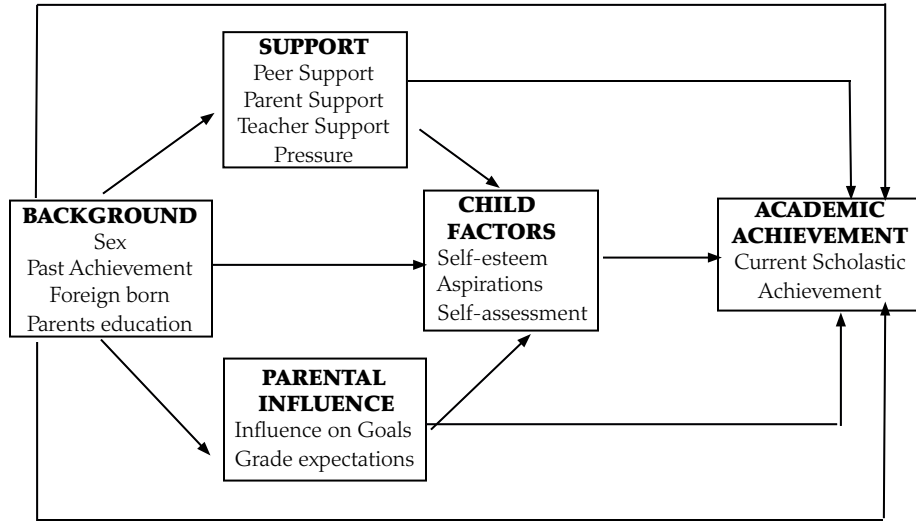 SUPPORT
Peer Support
Parent Support
Teacher Support
Pressure
BACKGROUND
Sex
Past Achievement
Foreign born
Parents education
CHILD
FACTORS
Self-esteem
Aspirations
Self-assessment
ACADEMIC
ACHIEVEMENT
Current Scholastic
Achievement
PARENTAL
INFLUENCE
Influence on Goals
Grade expectations